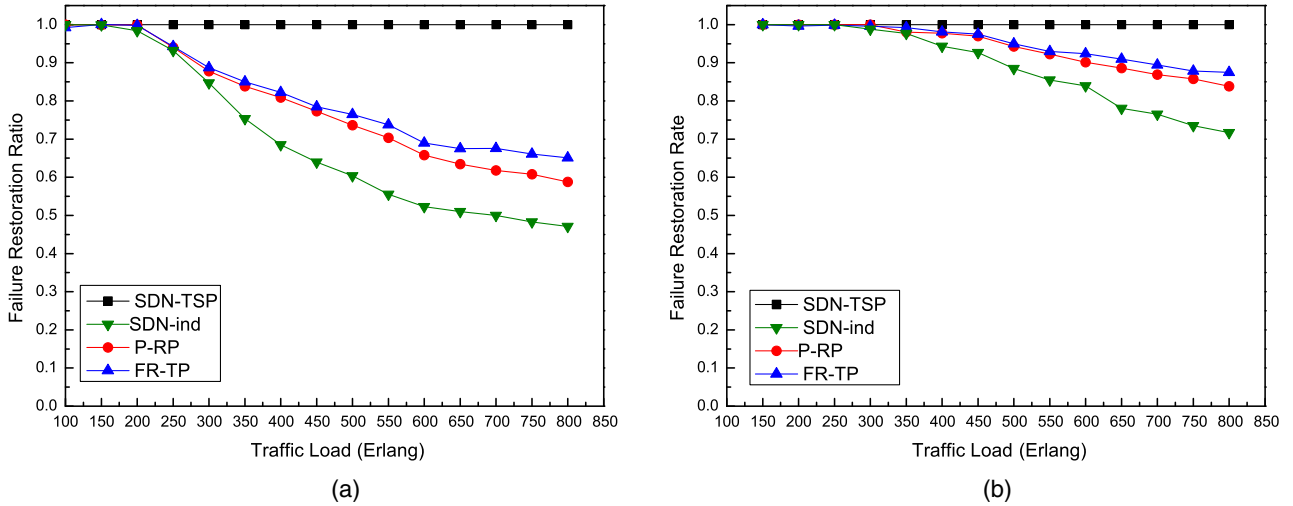 Failure Restoration Ratio
1.0
0.9
0.8
0.7
0.6
0.5
0.4
0.3
0.2
0.1
0.0
SDN-TSP
SDN-ind
P-RP
FR-TP
100 150 200 250 300 350 400 450 500 550 600 650 700 750 800 850
Traffic Load (Erlang)
(a)
Failure Restoration Rate
1.0
0.9
0.8
0.7
0.6
0.5
0.4
0.3
0.2
0.1
0.0
SDN-TSP
SDN-ind
P-RP
FR-TP
100 150 200 250 300 350 400 450 500 550 600 650 700 750 800 850
Traffic Load (Erlang)
(b)